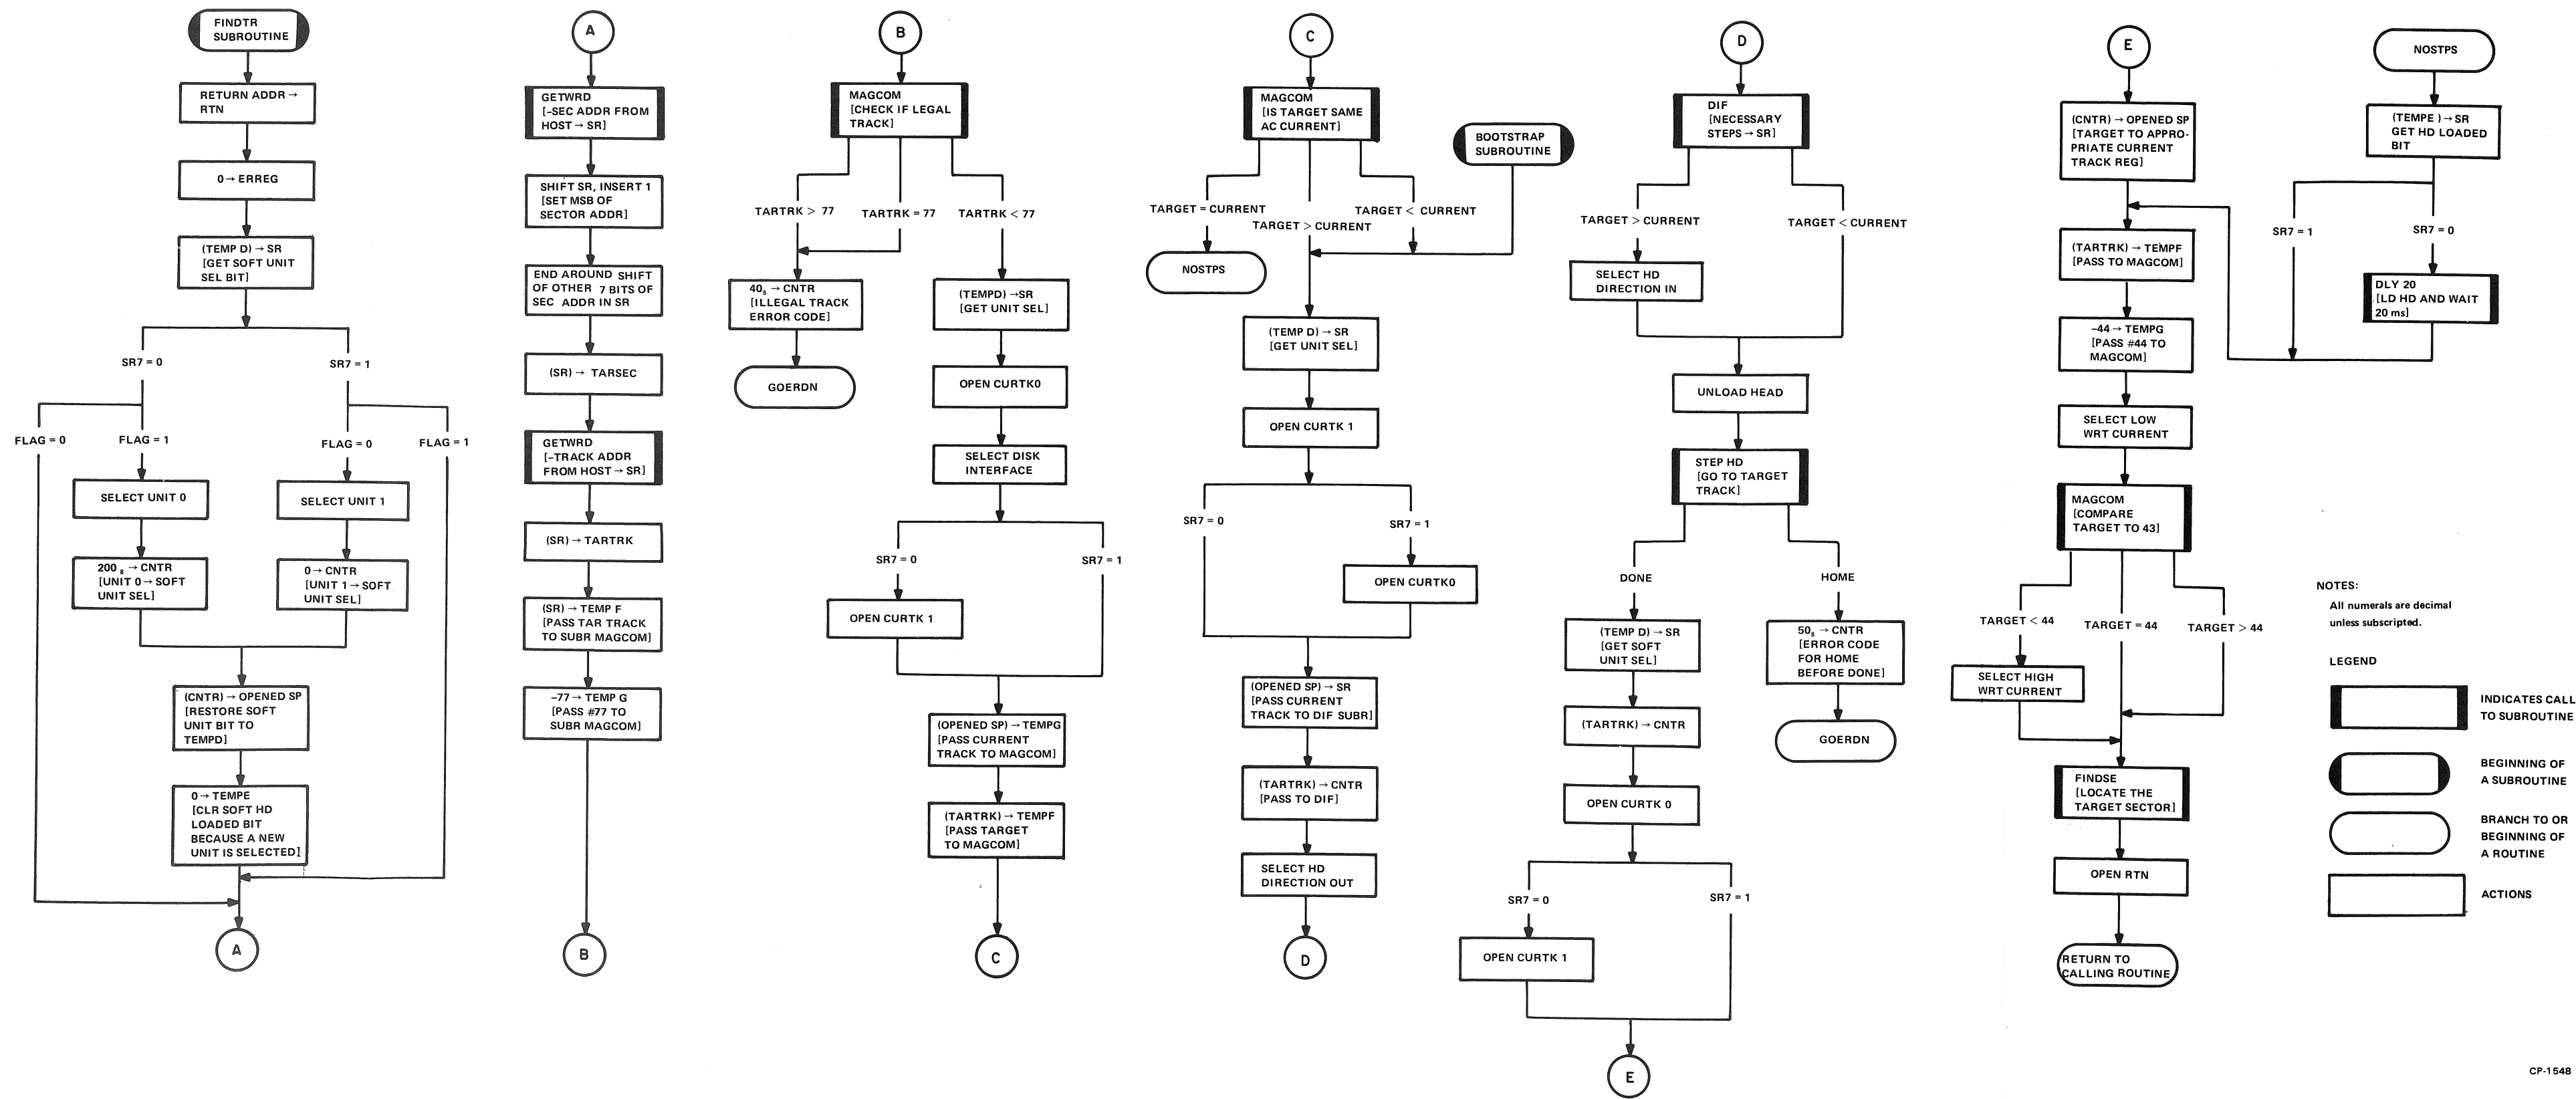 FINDTR
SUBROUTINE
RETURN ADDR →
RTN
0 → ERREG
(TEMP D) → SR
[GET SOFT UNIT
SEL BIT]
SR7 = 0
SR7 = 1
FLAG = 0
FLAG = 1
FLAG = 0
FLAG = 1
SELECT UNIT 0
SELECT UNIT 1
200₈ → CNTR
[UNIT 0 → SOFT
UNIT SEL]
0 → CNTR
[UNIT 1 → SOFT
UNIT SEL]
(CNTR) → OPENED SP
[RESTORE SOFT
UNIT BIT TO
TEMPD]
0 → TEMPE
[CLR SOFT HD
LOADED BIT
BECAUSE A NEW
UNIT IS SELECTED]
A
A
GETWRD
[-SEC ADDR FROM
HOST → SR]
SHIFT SR, INSERT 1
[SET MSB OF
SECTOR ADDR]
END AROUND SHIFT
OF OTHER 7 BITS OF
SEC ADDR IN SR
(SR) → TARSEC
GETWRD
[-TRACK ADDR
FROM HOST → SR]
(SR) → TARTRK
(SR) → TEMP F
[PASS TAR TRACK
TO SUBR MAGCOM]
-77 → TEMP G
[PASS #77 TO
SUBR MAGCOM]
B
B
MAGCOM
[CHECK IF LEGAL
TRACK]
TARTRK > 77
TARTRK = 77
TARTRK < 77
40₈ → CNTR
[ILLEGAL TRACK
ERROR CODE]
GOERDN
(TEMPD) → SR
[GET UNIT SEL]
OPEN CURTK0
SELECT DISK
INTERFACE
SR7 = 0
SR7 = 1
OPEN CURTK 1
(OPENED SP) → TEMPG
[PASS CURRENT
TRACK TO MAGCOM]
(TARTRK) → TEMPF
[PASS TARGET
TO MAGCOM]
C
C
MAGCOM
[IS TARGET SAME
AC CURRENT]
BOOTSTRAP
SUBROUTINE
TARGET = CURRENT
TARGET > CURRENT
TARGET < CURRENT
NOSTPS
(TEMP D) → SR
[GET UNIT SEL]
OPEN CURTK 1
SR7 = 0
SR7 = 1
OPEN CURTK0
(OPENED SP) → SR
[PASS CURRENT
TRACK TO DIF SUBR]
(TARTRK) → CNTR
[PASS TO DIF]
SELECT HD
DIRECTION OUT
D
D
DIF
[NECESSARY
STEPS → SR]
TARGET > CURRENT
TARGET < CURRENT
SELECT HD
DIRECTION IN
UNLOAD HEAD
STEP HD
[GO TO TARGET
TRACK]
DONE
HOME
(TEMP D) → SR
[GET SOFT
UNIT SEL]
50₈ → CNTR
[ERROR CODE
FOR HOME
BEFORE DONE]
(TARTRK) → CNTR
GOERDN
OPEN CURTK 0
SR7 = 0
SR7 = 1
OPEN CURTK 1
E
E
(CNTR) → OPENED SP
[TARGET TO APPRO-
PRIATE CURRENT
TRACK REG]
(TARTRK) → TEMPF
[PASS TO MAGCOM]
-44 → TEMPG
[PASS #44 TO
MAGCOM]
SELECT LOW
WRT CURRENT
MAGCOM
[COMPARE
TARGET TO 43]
TARGET < 44
TARGET = 44
TARGET > 44
SELECT HIGH
WRT CURRENT
FINDSE
[LOCATE THE
TARGET SECTOR]
OPEN RTN
RETURN TO
CALLING ROUTINE
NOSTPS
(TEMPE ) → SR
GET HD LOADED
BIT
SR7 = 1
SR7 = 0
DLY 20
[LD HD AND WAIT
20 ms]
NOTES:
All numerals are decimal
unless subscripted.
LEGEND
INDICATES CALL
TO SUBROUTINE
BEGINNING OF
A SUBROUTINE
BRANCH TO OR
BEGINNING OF
A ROUTINE
ACTIONS
CP-1548